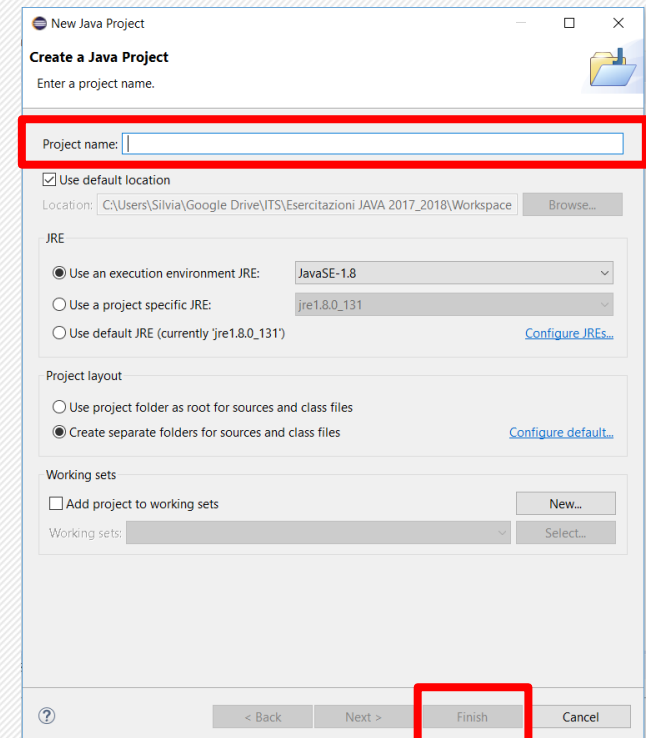 New Java Project
Create a Java Project
Enter a project name.
Project name:
Use default location
Location: C:\Users\Silvia\Google Drive\ITS\Esercitazioni JAVA 2017_2018\Workspace Browse...
JRE
Use an execution environment JRE: JavaSE-1.8
Use a project specific JRE: jre1.8.0_131
Use default JRE (currently 'jre1.8.0_131') Configure JREs...
Project layout
Use project folder as root for sources and class files
Create separate folders for sources and class files Configure default...
Working sets
Add project to working sets New...
Working sets: Select...
? < Back Next > Finish Cancel